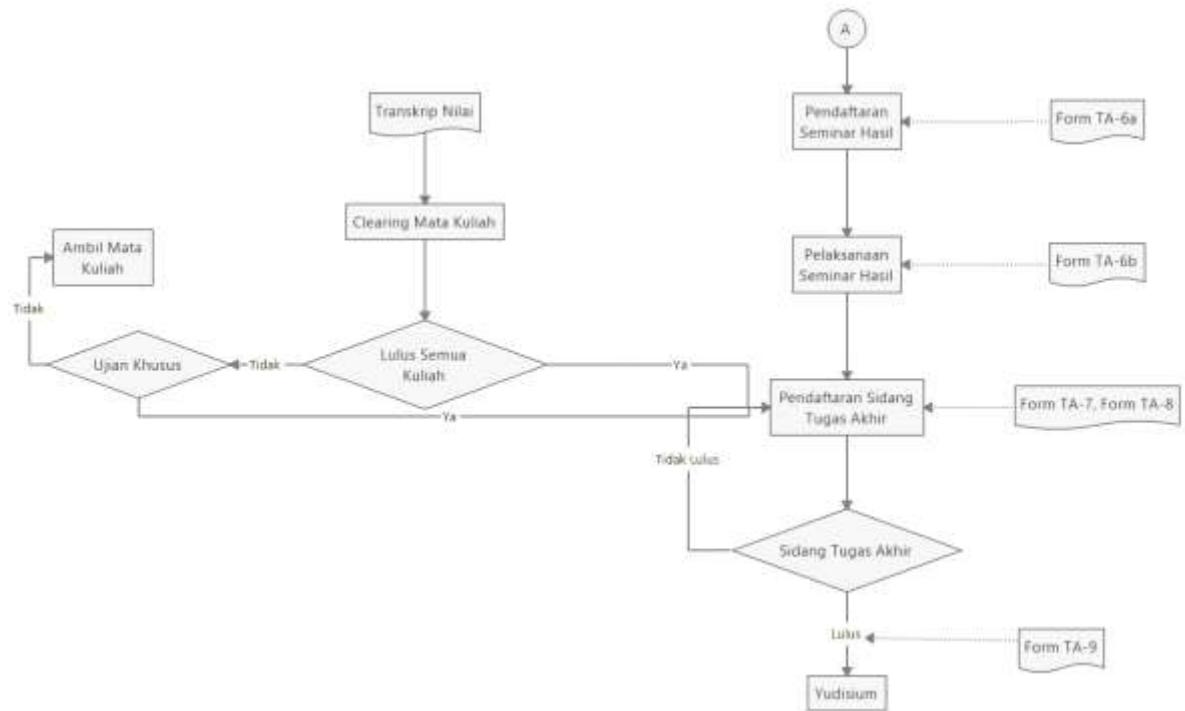 A
Transkrip Nilai
Pendaftaran
Seminar Hasil
Form TA-6a
Clearing Mata Kuliah
Ambil Mata
Kuliah
Pelaksanaan
Seminar Hasil
Form TA-6b
Tidak
Ujian Khusus
Tidak
Lulus Semua
Kuliah
Ya
Ya
Pendaftaran Sidang
Tugas Akhir
Form TA-7, Form TA-8
Tidak Lulus
Sidang Tugas Akhir
Lulus
Form TA-9
Yudisium